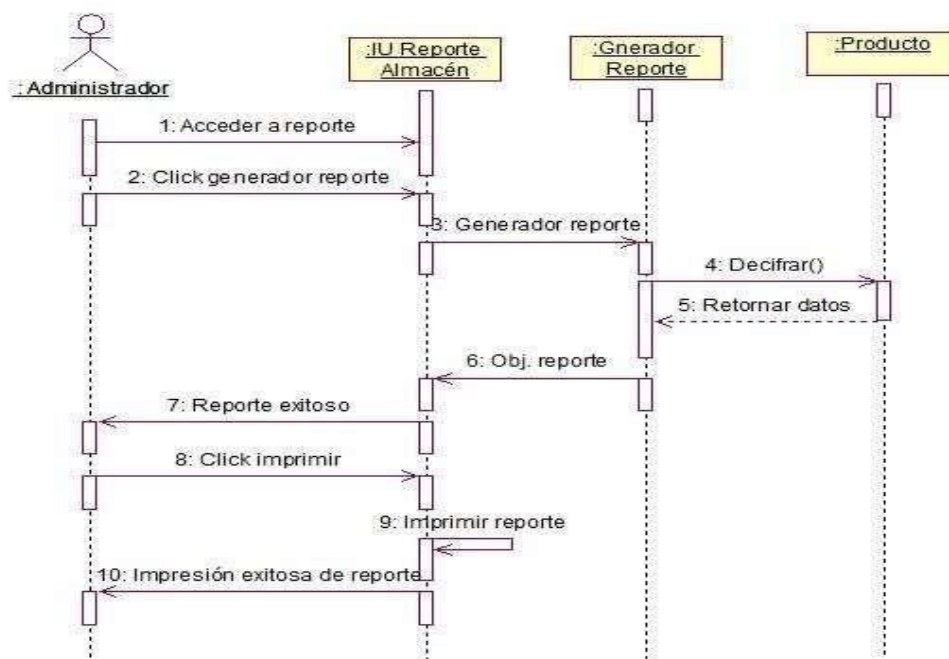 :IU Reporte
Almacén
:Gnerador
Reporte
:Producto
:Administrador
1: Acceder a reporte
2: Click generador reporte
3: Generador reporte
4: Decifrar()
5: Retornar datos
6: Obj. reporte
7: Reporte exitoso
8: Click imprimir
9: Imprimir reporte
10: Impresión exitosa de reporte